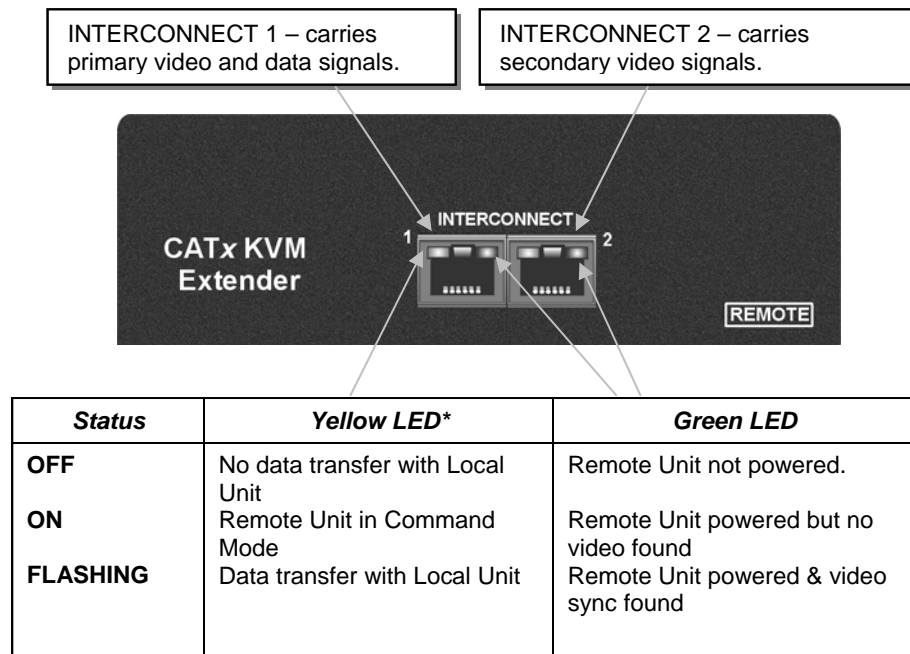 INTERCONNECT 1 – carries
primary video and data signals.
INTERCONNECT 2 – carries
secondary video signals.
INTERCONNECT
1
2
CATx KVM
Extender
REMOTE
Status
Yellow LED*
Green LED
OFF
No data transfer with Local
Unit
Remote Unit not powered.
ON
Remote Unit in Command
Mode
Remote Unit powered but no
video found
FLASHING
Data transfer with Local Unit
Remote Unit powered & video
sync found